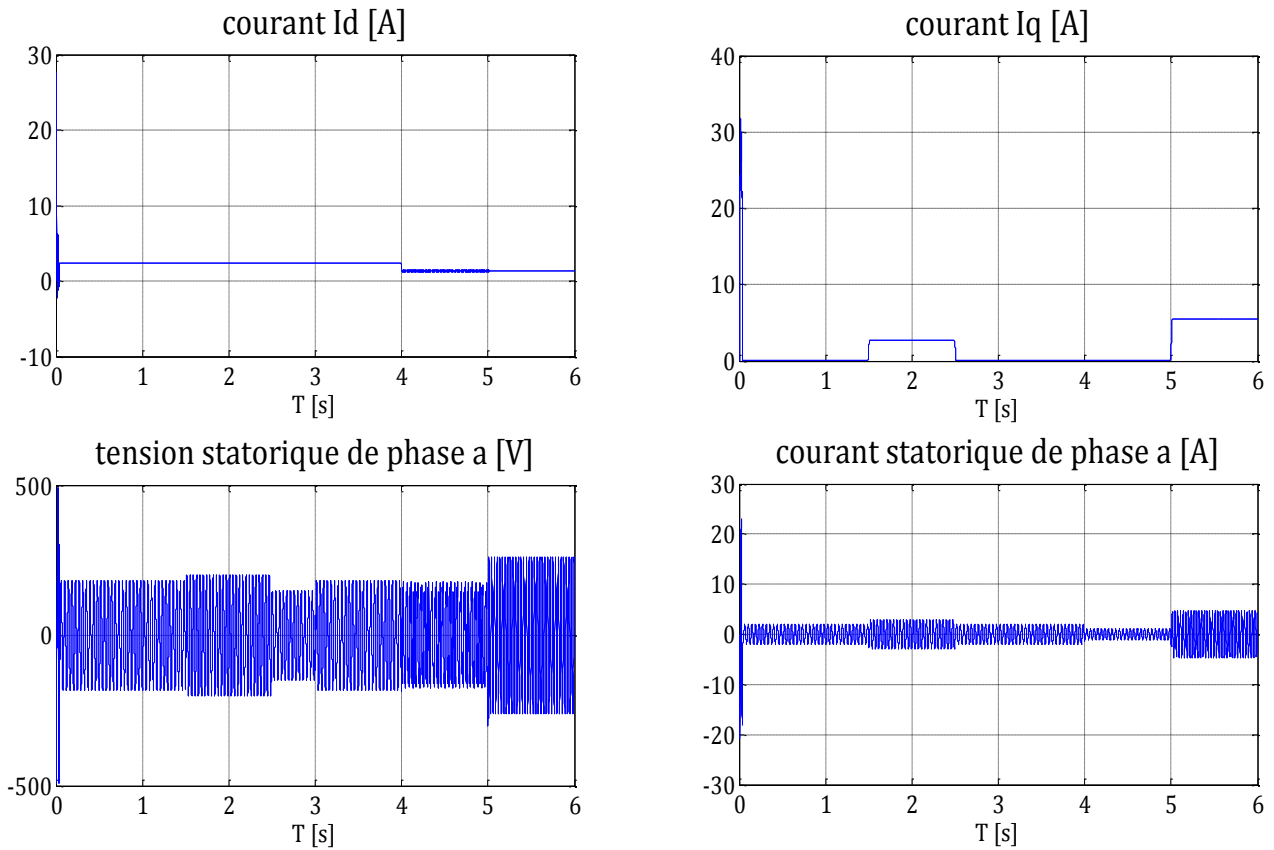 courant Id [A]
30
20
10
0
-10
0 1 2 3 4 5 6
T [s]
courant Iq [A]
40
30
20
10
0
0 1 2 3 4 5 6
T [s]
tension statorique de phase a [V]
500
0
-500
0 1 2 3 4 5 6
T [s]
courant statorique de phase a [A]
30
20
10
0
-10
-20
-30
0 1 2 3 4 5 6
T [s]